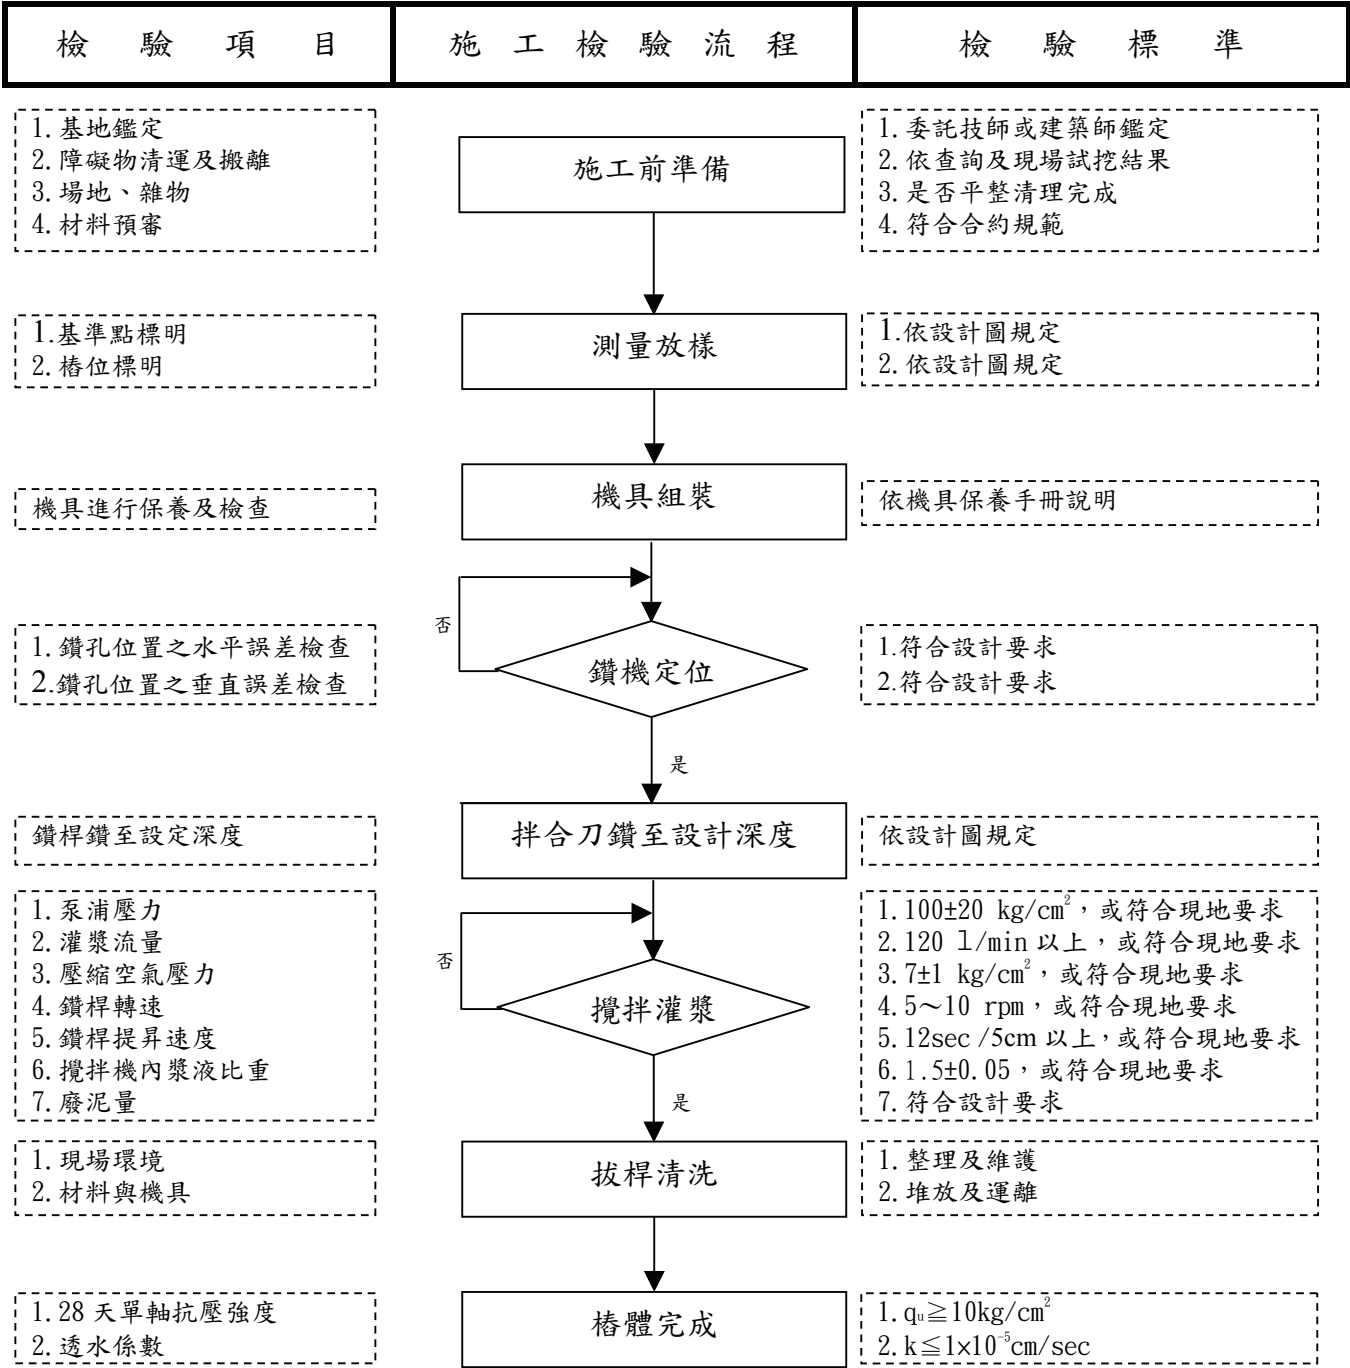 檢驗項目
施工檢驗流程
檢驗標準
1.基地鑑定
2.障礙物清運及搬離
3.場地、雜物
4.材料預審
施工前準備
1.委託技師或建築師鑑定
2.依查詢及現場試挖結果
3.是否平整清理完成
4.符合合約規範
1.基準點標明
2.樁位標明
測量放樣
1.依設計圖規定
2.依設計圖規定
機具進行保養及檢查
機具組裝
依機具保養手冊說明
否
1.鑽孔位置之水平誤差檢查
2.鑽孔位置之垂直誤差檢查
鑽機定位
1.符合設計要求
2.符合設計要求
是
鑽桿鑽至設定深度
拌合刀鑽至設計深度
依設計圖規定
1.泵浦壓力
2.灌漿流量
3.壓縮空氣壓力
4.鑽桿轉速
5.鑽桿提昇速度
6.攪拌機內漿液比重
7.廢泥量
否
攪拌灌漿
是
1.100±20 kg/cm²，或符合現地要求
2.120 l/min 以上，或符合現地要求
3.7±1 kg/cm²，或符合現地要求
4.5～10 rpm，或符合現地要求
5.12sec /5cm 以上，或符合現地要求
6.1.5±0.05，或符合現地要求
7.符合設計要求
1.現場環境
2.材料與機具
拔桿清洗
1.整理及維護
2.堆放及運離
1.28 天單軸抗壓強度
2.透水係數
樁體完成
1.qᵤ≧10kg/cm²
2.k≦1×10⁻⁵cm/sec